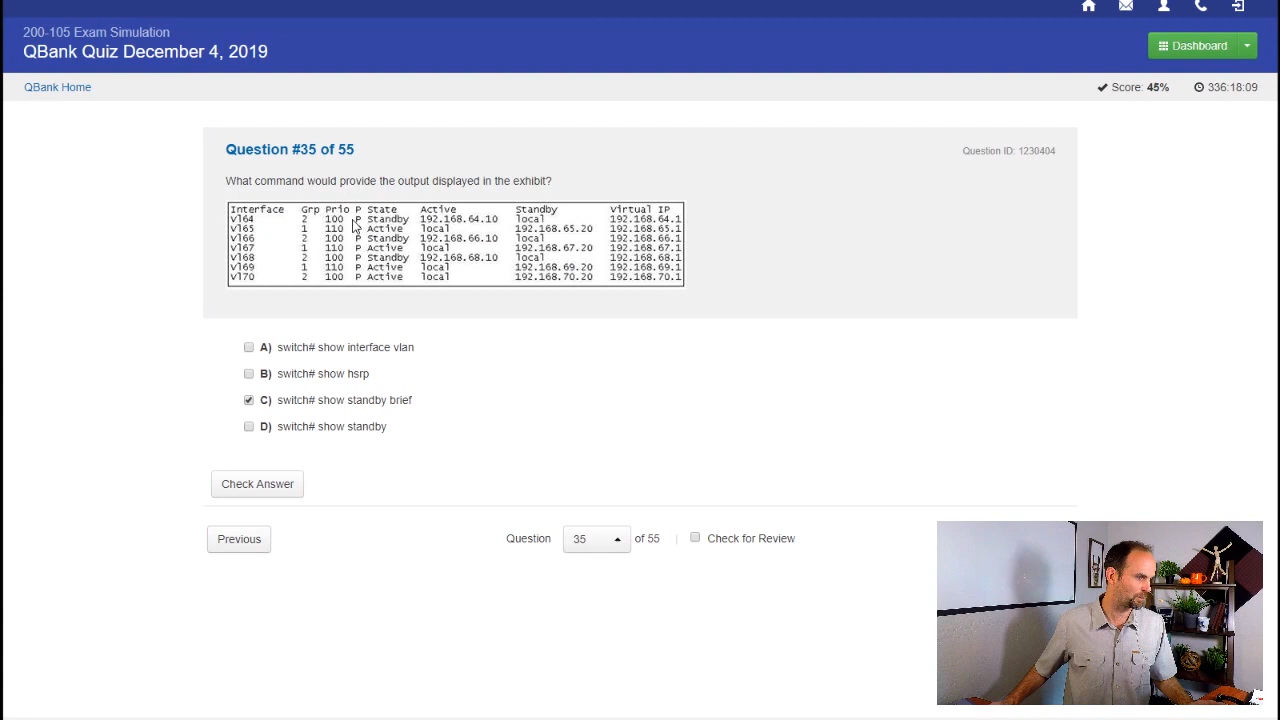 200-105 Exam Simulation
QBank Quiz December 4, 2019
Dashboard
QBank Home
Score: 45%
336:18:09
Question #35 of 55
Question ID: 1230404
What command would provide the output displayed in the exhibit?
Interface Grp Prio P State Active Standby Virtual IP
Vl64 2 100 P Standby 192.168.64.10 local 192.168.64.1
Vl65 1 110 P Active local 192.168.65.20 192.168.65.1
Vl66 2 100 P Standby 192.168.66.10 local 192.168.66.1
Vl67 1 110 P Active local 192.168.67.20 192.168.67.1
Vl68 2 100 P Standby 192.168.68.10 local 192.168.68.1
Vl69 1 110 P Active local 192.168.69.20 192.168.69.1
Vl70 2 100 P Active local 192.168.70.20 192.168.70.1
A) switch# show interface vlan
B) switch# show hsrp
C) switch# show standby brief
D) switch# show standby
Check Answer
Previous
Question 35 of 55 | Check for Review